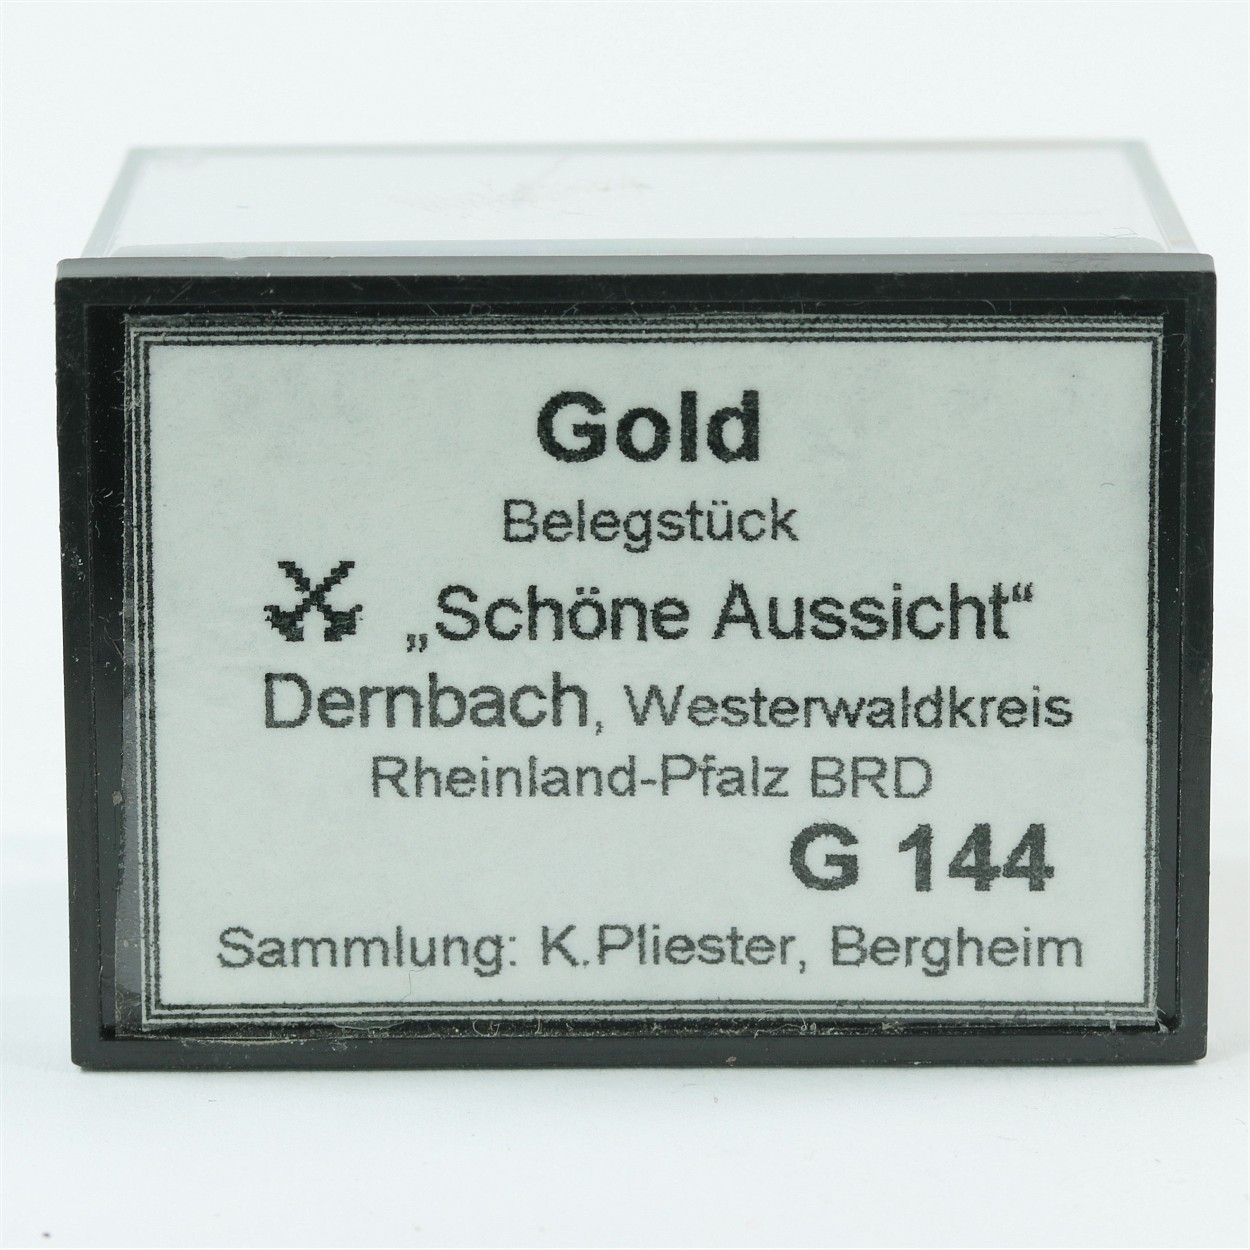 Gold
Belegstück
„Schöne Aussicht“
Dernbach, Westerwaldkreis
Rheinland-Pfalz BRD
G 144
Sammlung: K.Pliester, Bergheim